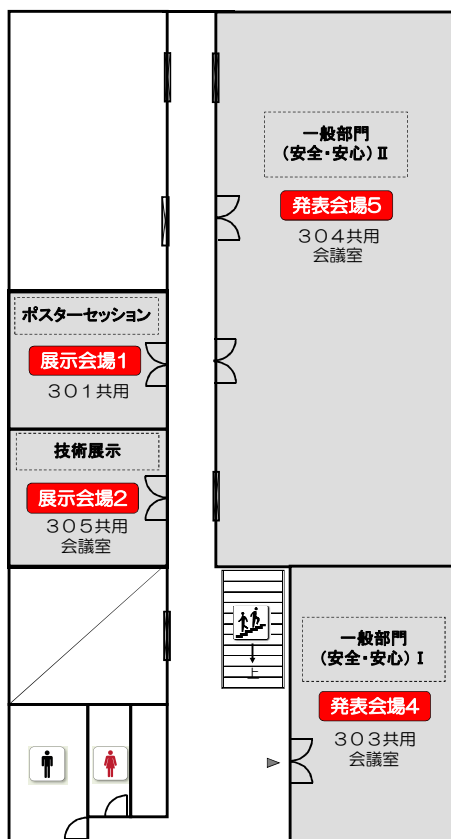 一般部門
(安全・安心)Ⅱ
発表会場5
304共用
会議室
ポスターセッション
展示会場1
301共用
技術展示
展示会場2
305共用
会議室
上
一般部門
(安全・安心)Ⅰ
発表会場4
303共用
会議室